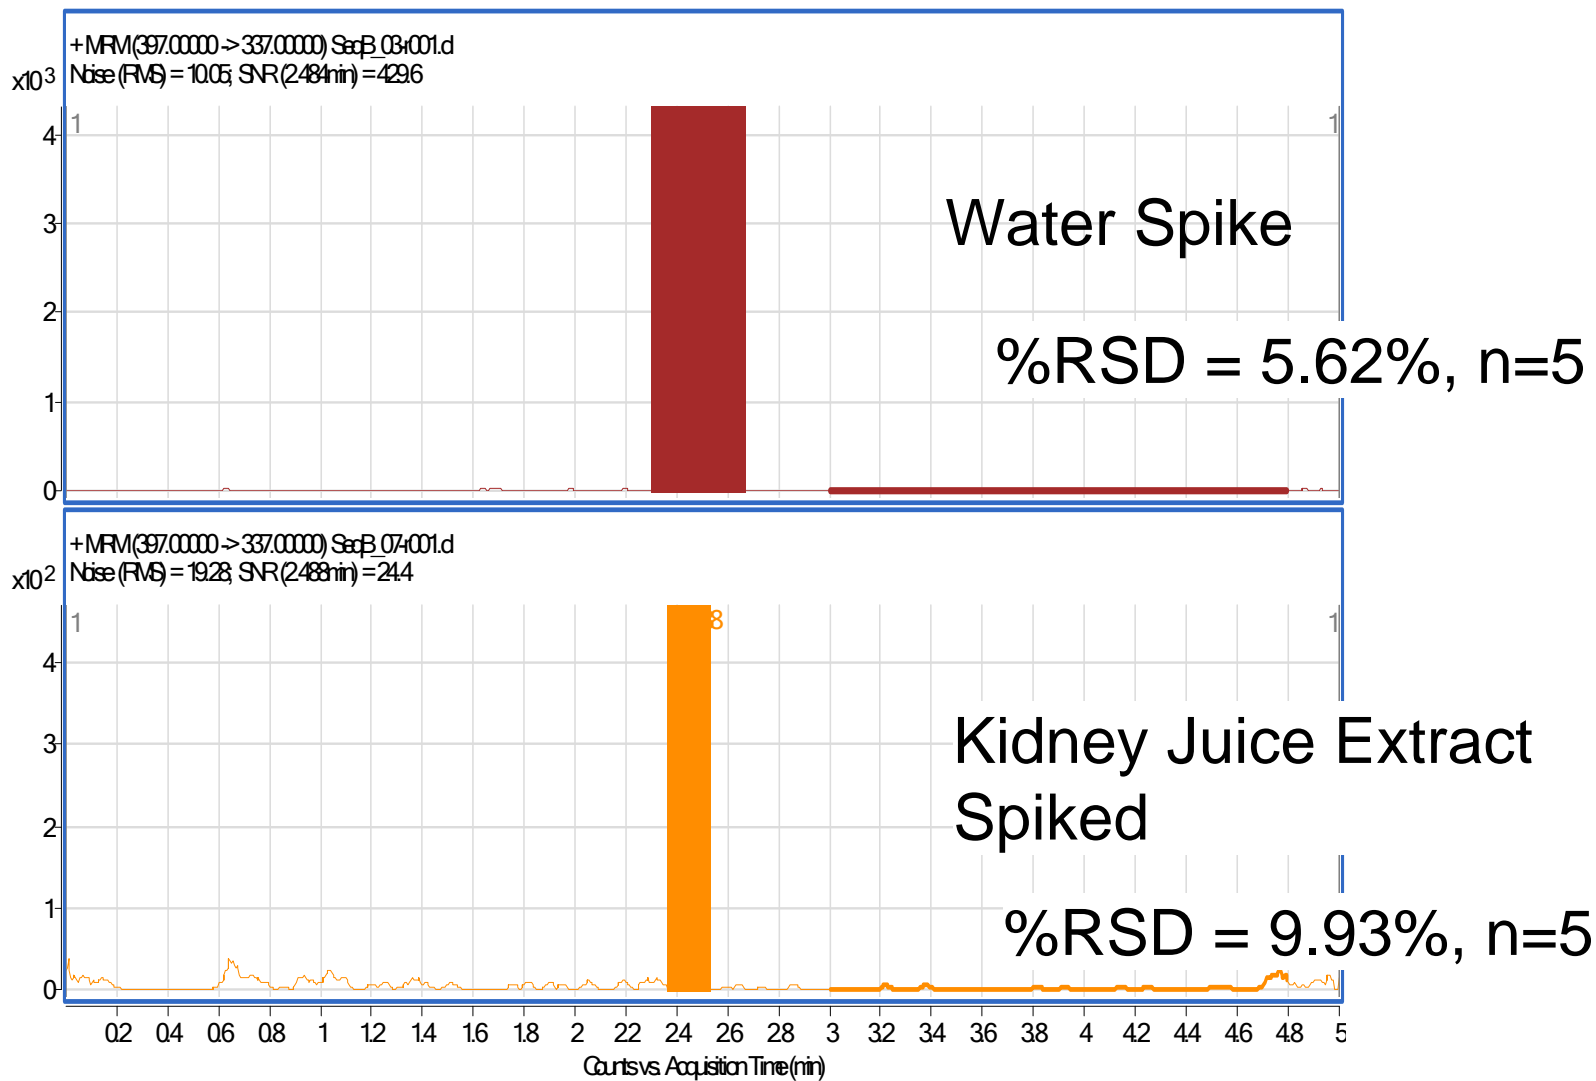 + MRM (397.00000 -> 337.00000) SeqB_03-r001.d
Noise (RMS) = 10.05; SNR (2.484min) = 429.6
x10³
1 1
4
3
Water Spike
2
%RSD = 5.62%, n=5
1
0
+ MRM (397.00000 -> 337.00000) SeqB_07-r001.d
Noise (RMS) = 19.28; SNR (2.488min) = 24.4
x10²
1 8 1
4
3
Kidney Juice Extract
Spiked
2
1
%RSD = 9.93%, n=5
0
0.2 0.4 0.6 0.8 1 1.2 1.4 1.6 1.8 2 2.2 2.4 2.6 2.8 3 3.2 3.4 3.6 3.8 4 4.2 4.4 4.6 4.8 5
Counts vs. Acquisition Time (min)